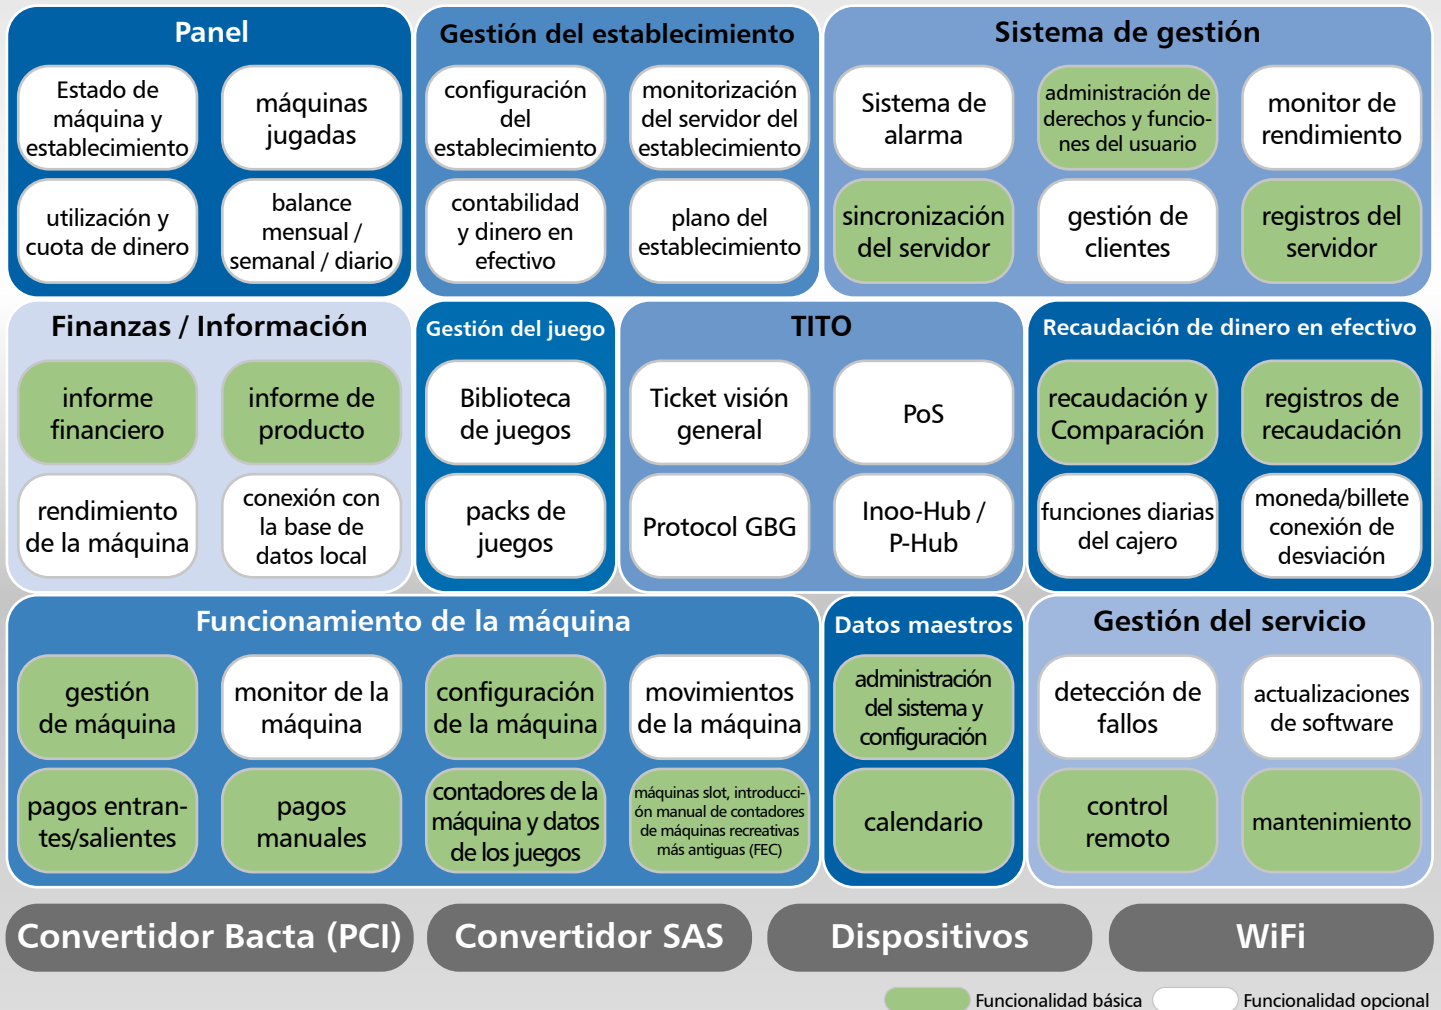 Panel
Estado de
máquina y
establecimiento
máquinas
jugadas
utilización y
cuota de dinero
balance
mensual /
semanal / diario
Gestión del establecimiento
configuración
del
establecimiento
monitorización
del servidor del
establecimiento
contabilidad
y dinero en
efectivo
plano del
establecimiento
Sistema de gestión
Sistema de
alarma
administración de
derechos y funcio-
nes del usuario
monitor de
rendimiento
sincronización
del servidor
gestión de
clientes
registros del
servidor
Finanzas / Información
informe
financiero
informe de
producto
rendimiento
de la máquina
conexión con
la base de
datos local
Gestión del juego
Biblioteca
de juegos
packs de
juegos
TITO
Ticket visión
general
PoS
Protocol GBG
Inoo-Hub /
P-Hub
Recaudación de dinero en efectivo
recaudación y
Comparación
registros de
recaudación
funciones diarias
del cajero
moneda/billete
conexión de
desviación
Funcionamiento de la máquina
gestión
de máquina
monitor de la
máquina
configuración
de la máquina
movimientos
de la máquina
pagos entran-
tes/salientes
pagos
manuales
contadores de la
máquina y datos
de los juegos
máquinas slot, introducci-
ón manual de contadores
de máquinas recreativas
más antiguas (FEC)
Datos maestros
administración
del sistema y
configuración
calendario
Gestión del servicio
detección de
fallos
actualizaciones
de software
control
remoto
mantenimiento
Convertidor Bacta (PCI)
Convertidor SAS
Dispositivos
WiFi
Funcionalidad básica
Funcionalidad opcional